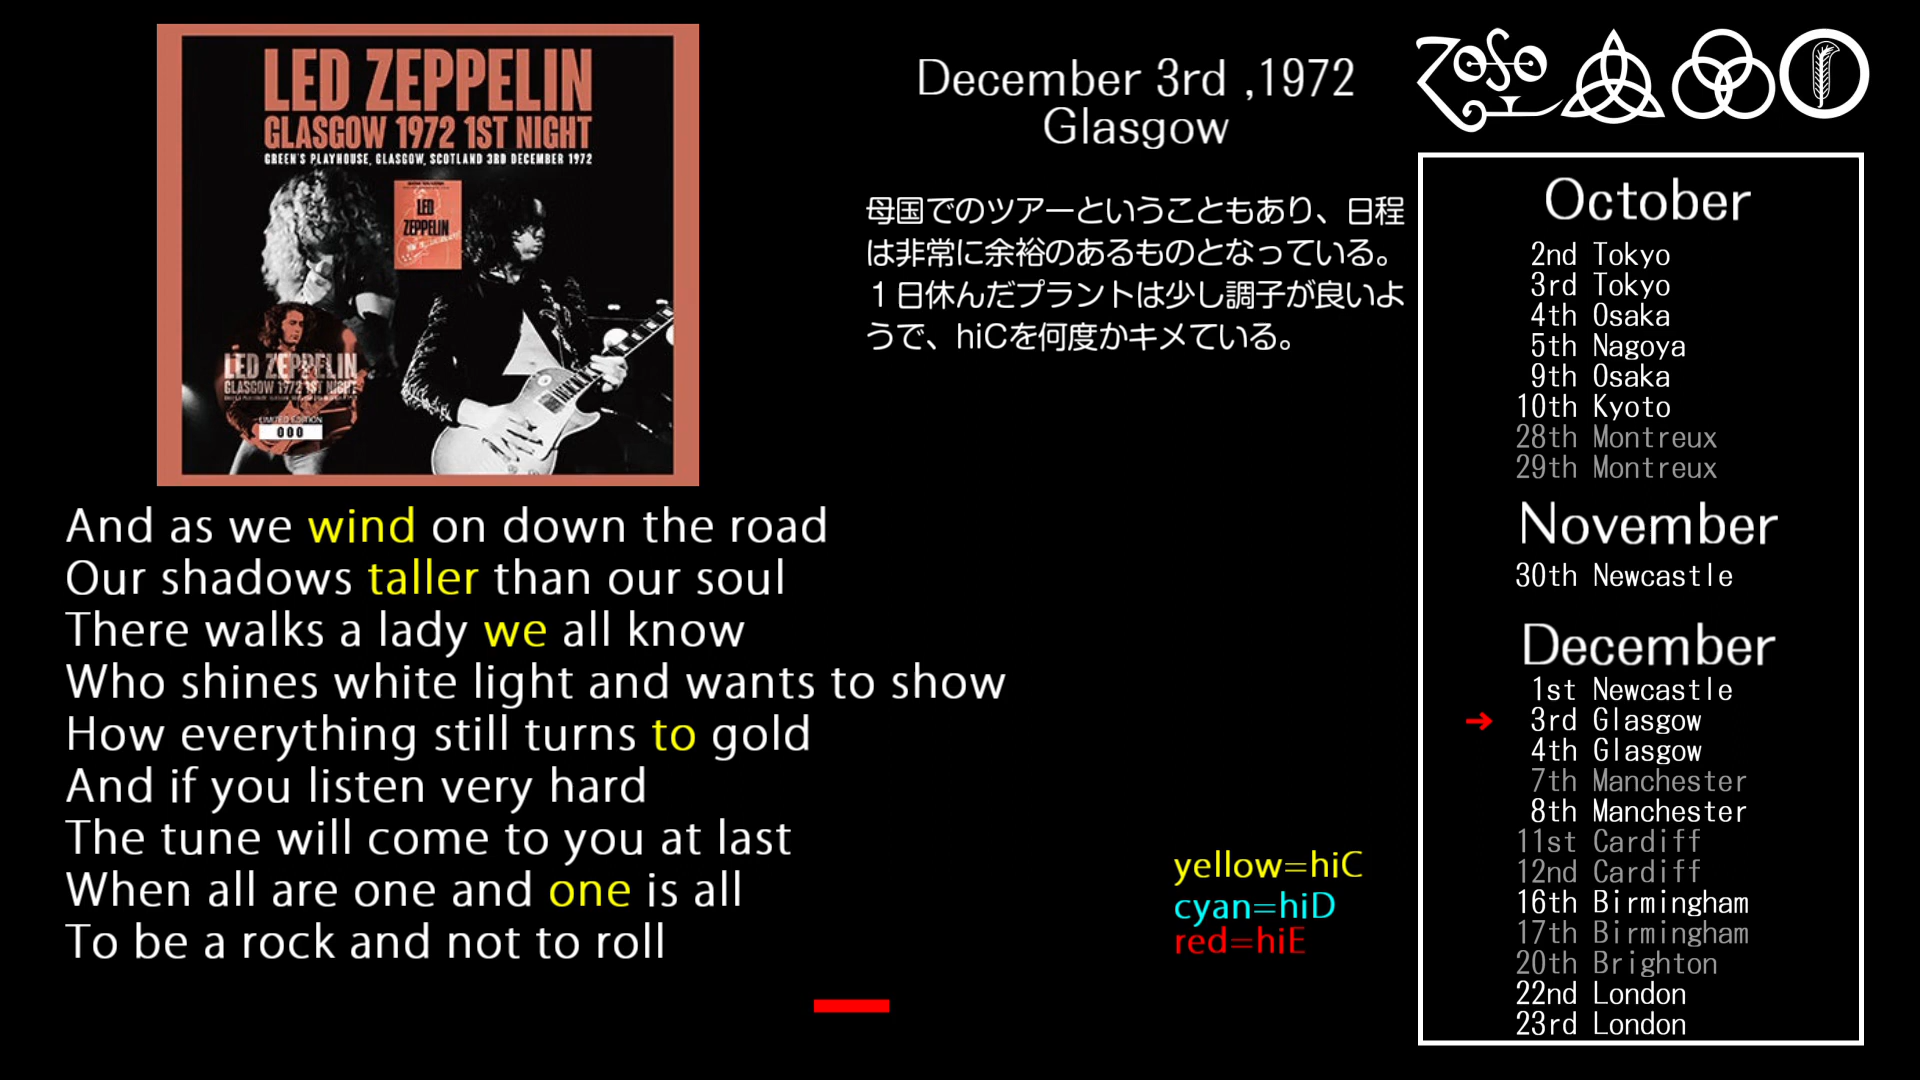 LED ZEPPELIN
GLASGOW 1972 1ST NIGHT
GREEN'S PLAYHOUSE, GLASGOW, SCOTLAND 3RD DECEMBER 1972
LED
ZEPPELIN
LED ZEPPELIN
GLASGOW 1972 1ST NIGHT
LIMITED EDITION
000
December 3rd ,1972
Glasgow
母国でのツアーということもあり、日程
は非常に余裕のあるものとなっている。
１日休んだプラントは少し調子が良いよ
うで、hiCを何度かキメている。
And as we wind on down the road
Our shadows taller than our soul
There walks a lady we all know
Who shines white light and wants to show
How everything still turns to gold
And if you listen very hard
The tune will come to you at last
When all are one and one is all
To be a rock and not to roll
yellow=hiC
cyan=hiD
red=hiE
ZOSO
October
2nd Tokyo
3rd Tokyo
4th Osaka
5th Nagoya
9th Osaka
10th Kyoto
28th Montreux
29th Montreux
November
30th Newcastle
December
1st Newcastle
→ 3rd Glasgow
4th Glasgow
7th Manchester
8th Manchester
11st Cardiff
12nd Cardiff
16th Birmingham
17th Birmingham
20th Brighton
22nd London
23rd London